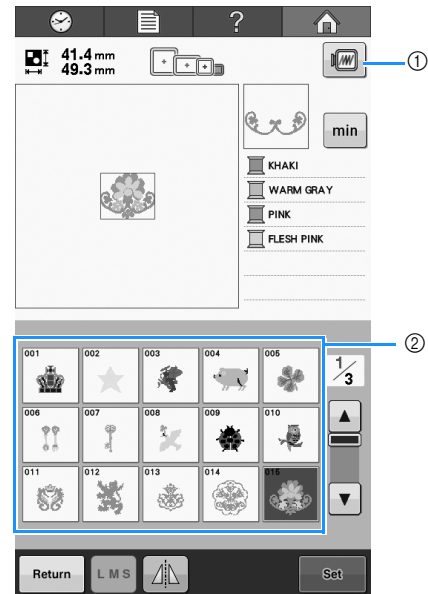 ?
①
41.4 mm
49.3 mm
min
KHAKI
WARM GRAY
PINK
FLESH PINK
②
001 002 003 004 005
1/3
006 007 008 009 010
011 012 013 014 015
Return L M S Set